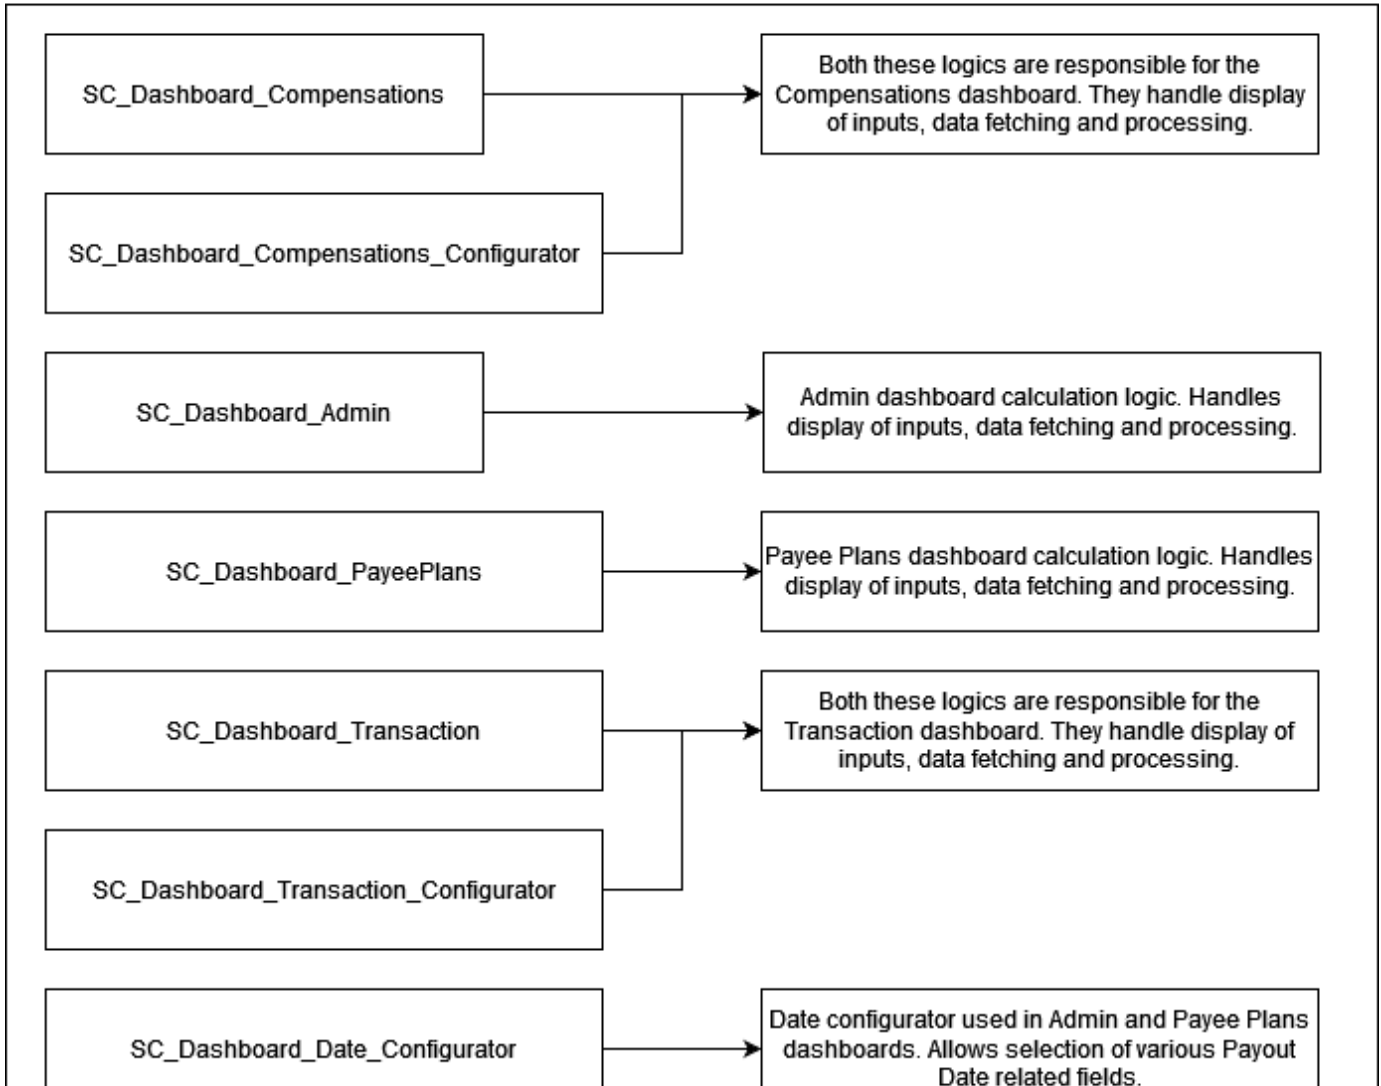 SC_Dashboard_Compensations
Both these logics are responsible for the
Compensations dashboard. They handle display
of inputs, data fetching and processing.
SC_Dashboard_Compensations_Configurator
SC_Dashboard_Admin
Admin dashboard calculation logic. Handles
display of inputs, data fetching and processing.
SC_Dashboard_PayeePlans
Payee Plans dashboard calculation logic. Handles
display of inputs, data fetching and processing.
SC_Dashboard_Transaction
Both these logics are responsible for the
Transaction dashboard. They handle display of
inputs, data fetching and processing.
SC_Dashboard_Transaction_Configurator
SC_Dashboard_Date_Configurator
Date configurator used in Admin and Payee Plans
dashboards. Allows selection of various Payout
Date related fields.